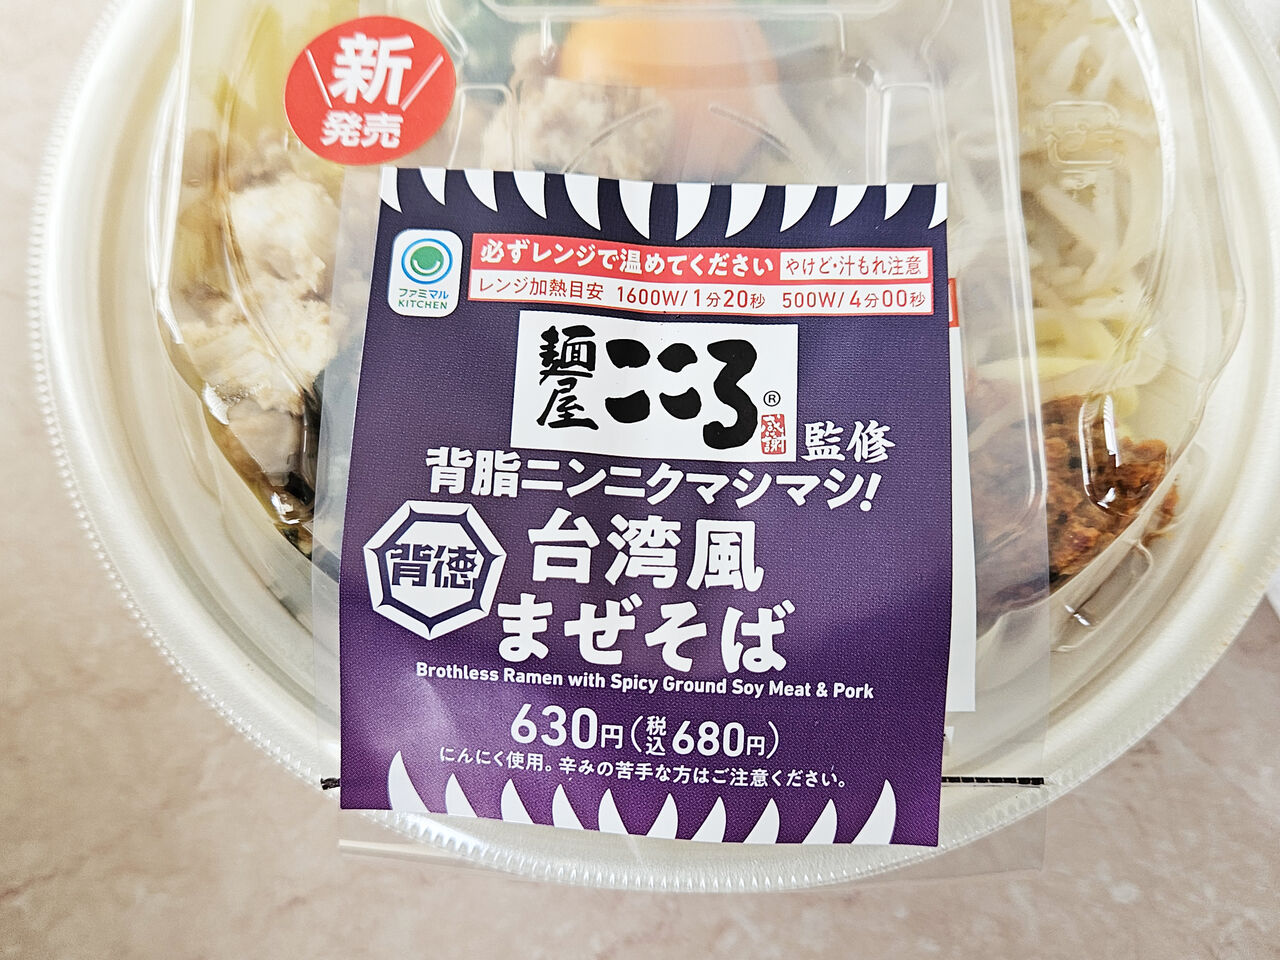 新
発売
必ずレンジで温めてください やけど・汁もれ注意
レンジ加熱目安 1600W/1分20秒 500W/4分00秒
ファミマル
KITCHEN
麺屋 こころ®
感謝
監修
背脂ニンニクマシマシ!
背徳
台湾風
まぜそば
Brothless Ramen with Spicy Ground Soy Meat & Pork
630円(税込680円)
にんにく使用。辛みの苦手な方はご注意ください。